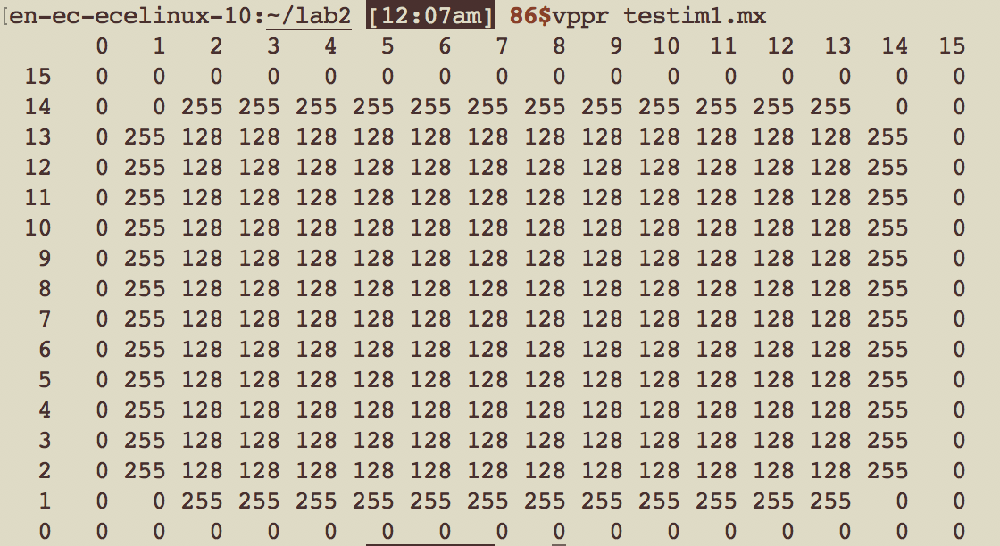 [en-ec-ecelinux-10:~/lab2 [12:07am] 86$vppr testim1.mx
0 1 2 3 4 5 6 7 8 9 10 11 12 13 14 15
15 0 0 0 0 0 0 0 0 0 0 0 0 0 0 0 0
14 0 0 255 255 255 255 255 255 255 255 255 255 255 255 0 0
13 0 255 128 128 128 128 128 128 128 128 128 128 128 128 255 0
12 0 255 128 128 128 128 128 128 128 128 128 128 128 128 255 0
11 0 255 128 128 128 128 128 128 128 128 128 128 128 128 255 0
10 0 255 128 128 128 128 128 128 128 128 128 128 128 128 255 0
9 0 255 128 128 128 128 128 128 128 128 128 128 128 128 255 0
8 0 255 128 128 128 128 128 128 128 128 128 128 128 128 255 0
7 0 255 128 128 128 128 128 128 128 128 128 128 128 128 255 0
6 0 255 128 128 128 128 128 128 128 128 128 128 128 128 255 0
5 0 255 128 128 128 128 128 128 128 128 128 128 128 128 255 0
4 0 255 128 128 128 128 128 128 128 128 128 128 128 128 255 0
3 0 255 128 128 128 128 128 128 128 128 128 128 128 128 255 0
2 0 255 128 128 128 128 128 128 128 128 128 128 128 128 255 0
1 0 0 255 255 255 255 255 255 255 255 255 255 255 255 0 0
0 0 0 0 0 0 0 0 0 0 0 0 0 0 0 0 0